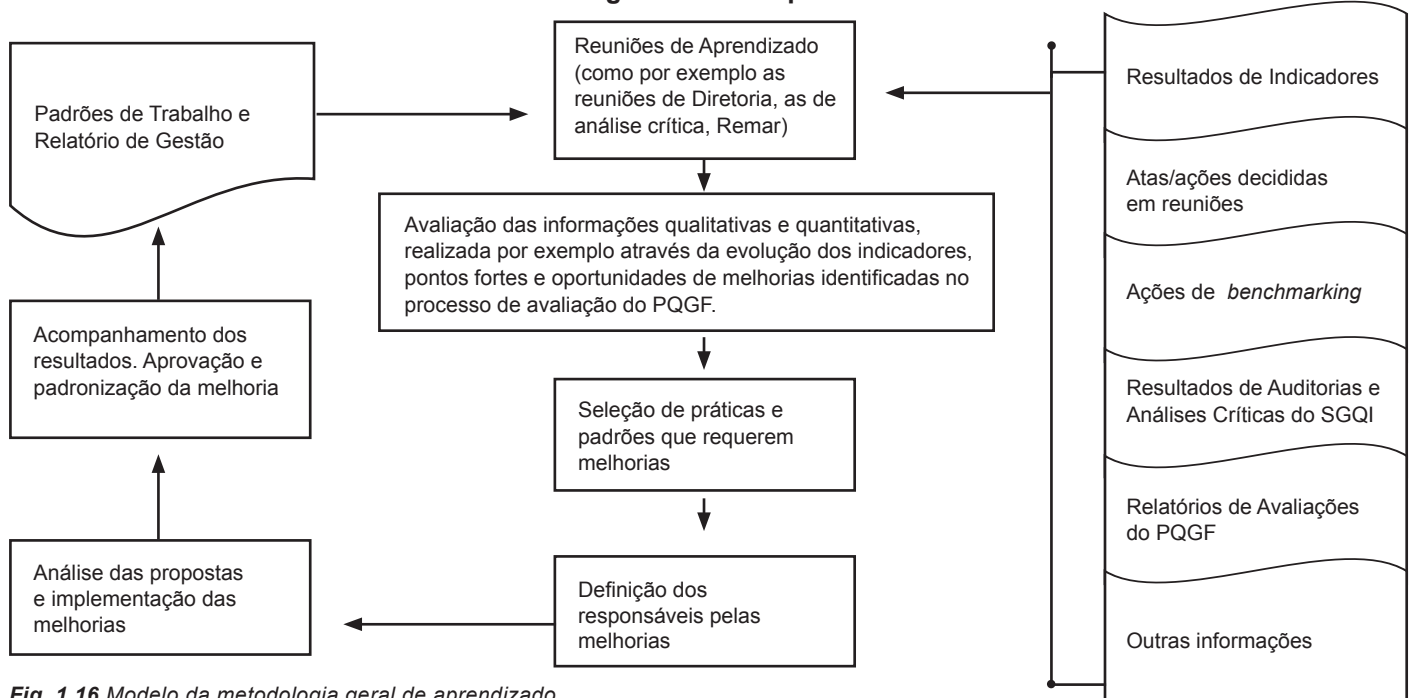 Padrões de Trabalho e
Relatório de Gestão
Reuniões de Aprendizado
(como por exemplo as
reuniões de Diretoria, as de
análise crítica, Remar)
Avaliação das informações qualitativas e quantitativas,
realizada por exemplo através da evolução dos indicadores,
pontos fortes e oportunidades de melhorias identificadas no
processo de avaliação do PQGF.
Seleção de práticas e
padrões que requerem
melhorias
Definição dos
responsáveis pelas
melhorias
Análise das propostas
e implementação das
melhorias
Acompanhamento dos
resultados. Aprovação e
padronização da melhoria
Resultados de Indicadores
Atas/ações decididas
em reuniões
Ações de benchmarking
Resultados de Auditorias e
Análises Críticas do SGQI
Relatórios de Avaliações
do PQGF
Outras informações
Fig. 1.16 Modelo da metodologia geral de aprendizado